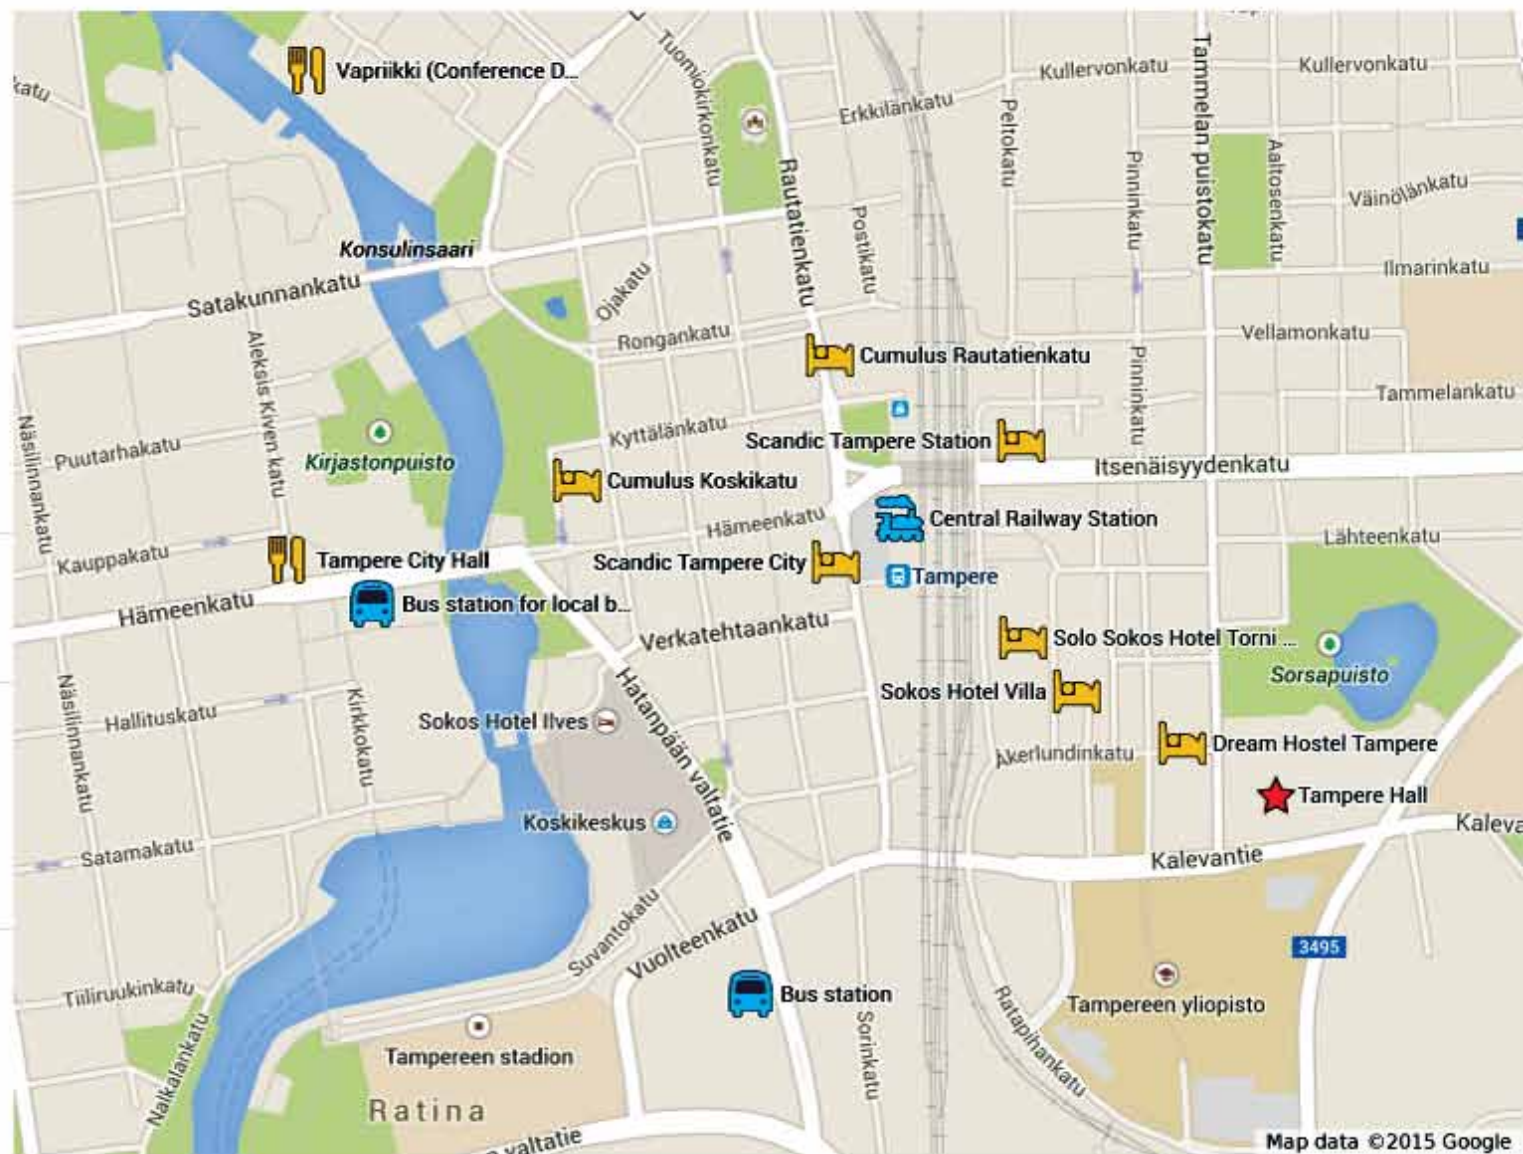 Vapriikki (Conference D...
Tuomiokirkonkatu
Kullervonkatu
Kullervonkatu
katu
Erkkilänkatu
Peltokatu
Tammelan puistokatu
Pinninkatu
Aaltosenkatu
Väinölänkatu
Rautatienkatu
Postikatu
Konsulinsaari
Satakunnankatu
Ojakatu
Ilmarinkatu
Rongankatu
Vellamonkatu
Aleksis Kiven katu
Cumulus Rautatienkatu
Pinninkatu
Tammelankatu
Näsilinnankatu
Puutarhakatu
Kyttälänkatu
Scandic Tampere Station
Itsenäisyydenkatu
Kirjastonpuisto
Cumulus Koskikatu
Hämeenkatu
Central Railway Station
Kauppakatu
Tampere City Hall
Scandic Tampere City
Tampere
Lähteenkatu
Hämeenkatu
Bus station for local b...
Verkatehtaankatu
Solo Sokos Hotel Torni ...
Sorsapuisto
Näsilinnankatu
Hallituskatu
Kirkkokatu
Sokos Hotel Ilves
Hatanpään valtatie
Sokos Hotel Villa
Åkerlundinkatu
Dream Hostel Tampere
Tampere Hall
Koskikeskus
Kaleva
Satamakatu
Kalevantie
Suvantokatu
Vuolteenkatu
3495
Tiiliruukinkatu
Bus station
Tampereen yliopisto
Nalkalankatu
Tampereen stadion
Sorinkatu
Ratapihankatu
Ratina
valtatie
Map data ©2015 Google